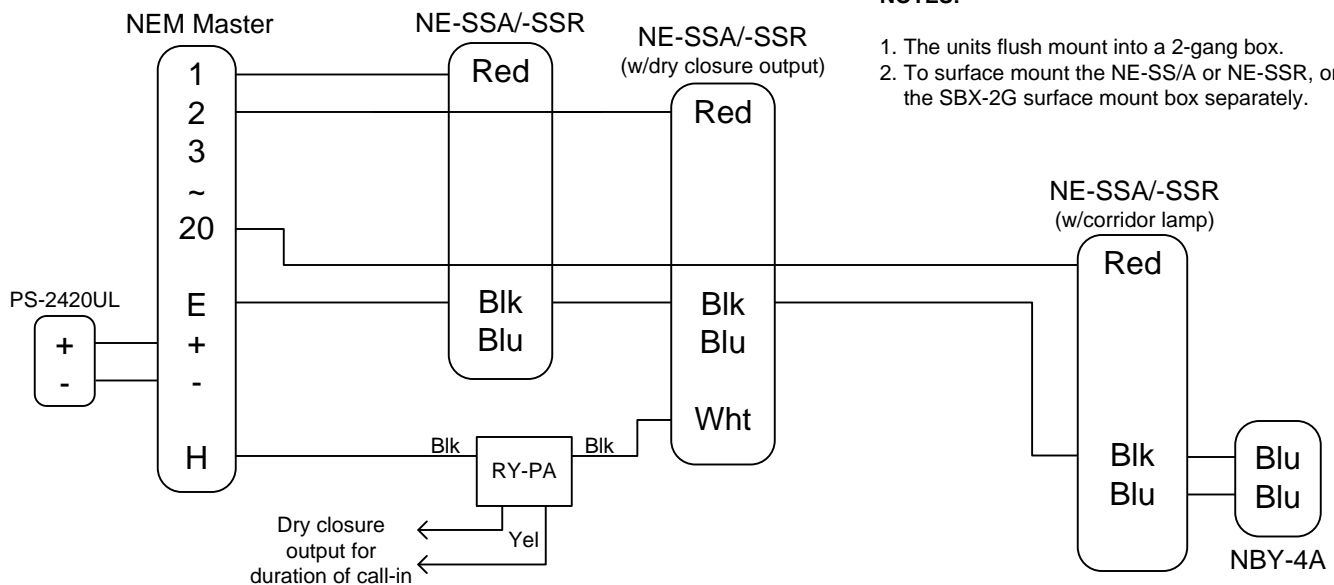 NOTES:
1. The units flush mount into a 2-gang box.
2. To surface mount the NE-SS/A or NE-SSR, or
the SBX-2G surface mount box separately.
NEM Master
1
2
3
~
20
E
+
-
H
PS-2420UL
+
-
NE-SSA/-SSR
Red
Blk
Blu
NE-SSA/-SSR
(w/dry closure output)
Red
Blk
Blu
Wht
NE-SSA/-SSR
(w/corridor lamp)
Red
Blk
Blu
Blu
Blu
NBY-4A
Blk
RY-PA
Blk
Yel
Dry closure
output for
duration of call-in